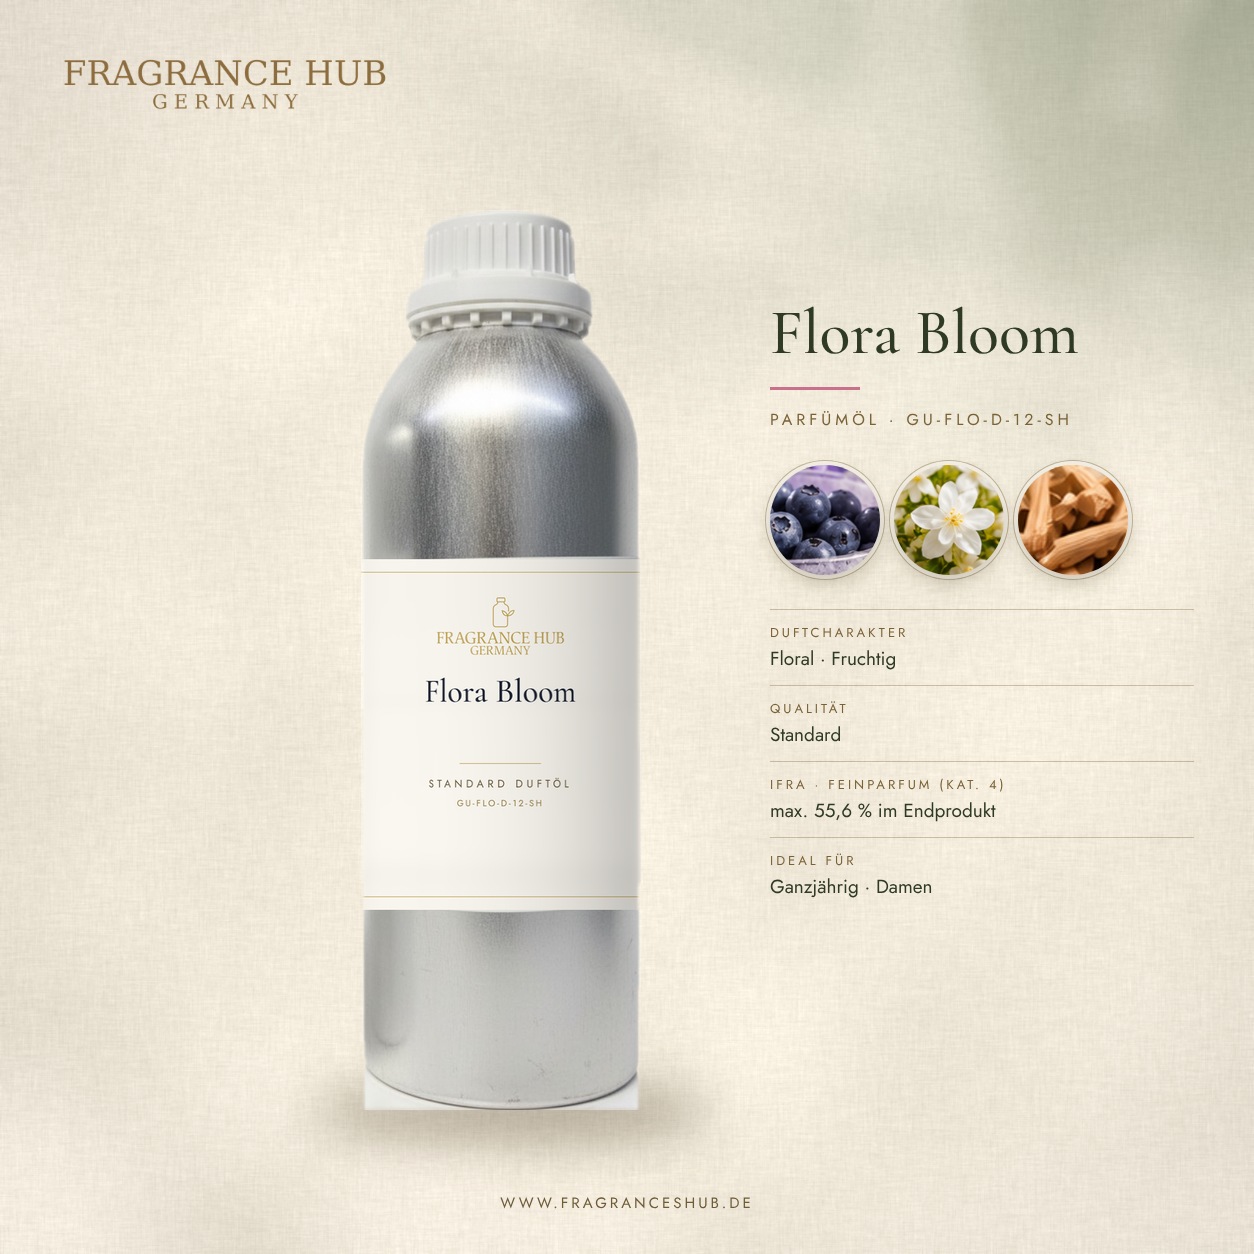 FRAGRANCE HUB
GERMANY
Flora Bloom
PARFÜMÖL · GU-FLO-D-12-SH
DUFTCHARAKTER
Floral · Fruchtig
QUALITÄT
Standard
IFRA · FEINPARFUM (KAT. 4)
max. 55,6 % im Endprodukt
IDEAL FÜR
Ganzjährig · Damen
FRAGRANCE HUB
GERMANY
Flora Bloom
STANDARD DUFTÖL
GU-FLO-D-12-SH
WWW.FRAGRANCESHUB.DE